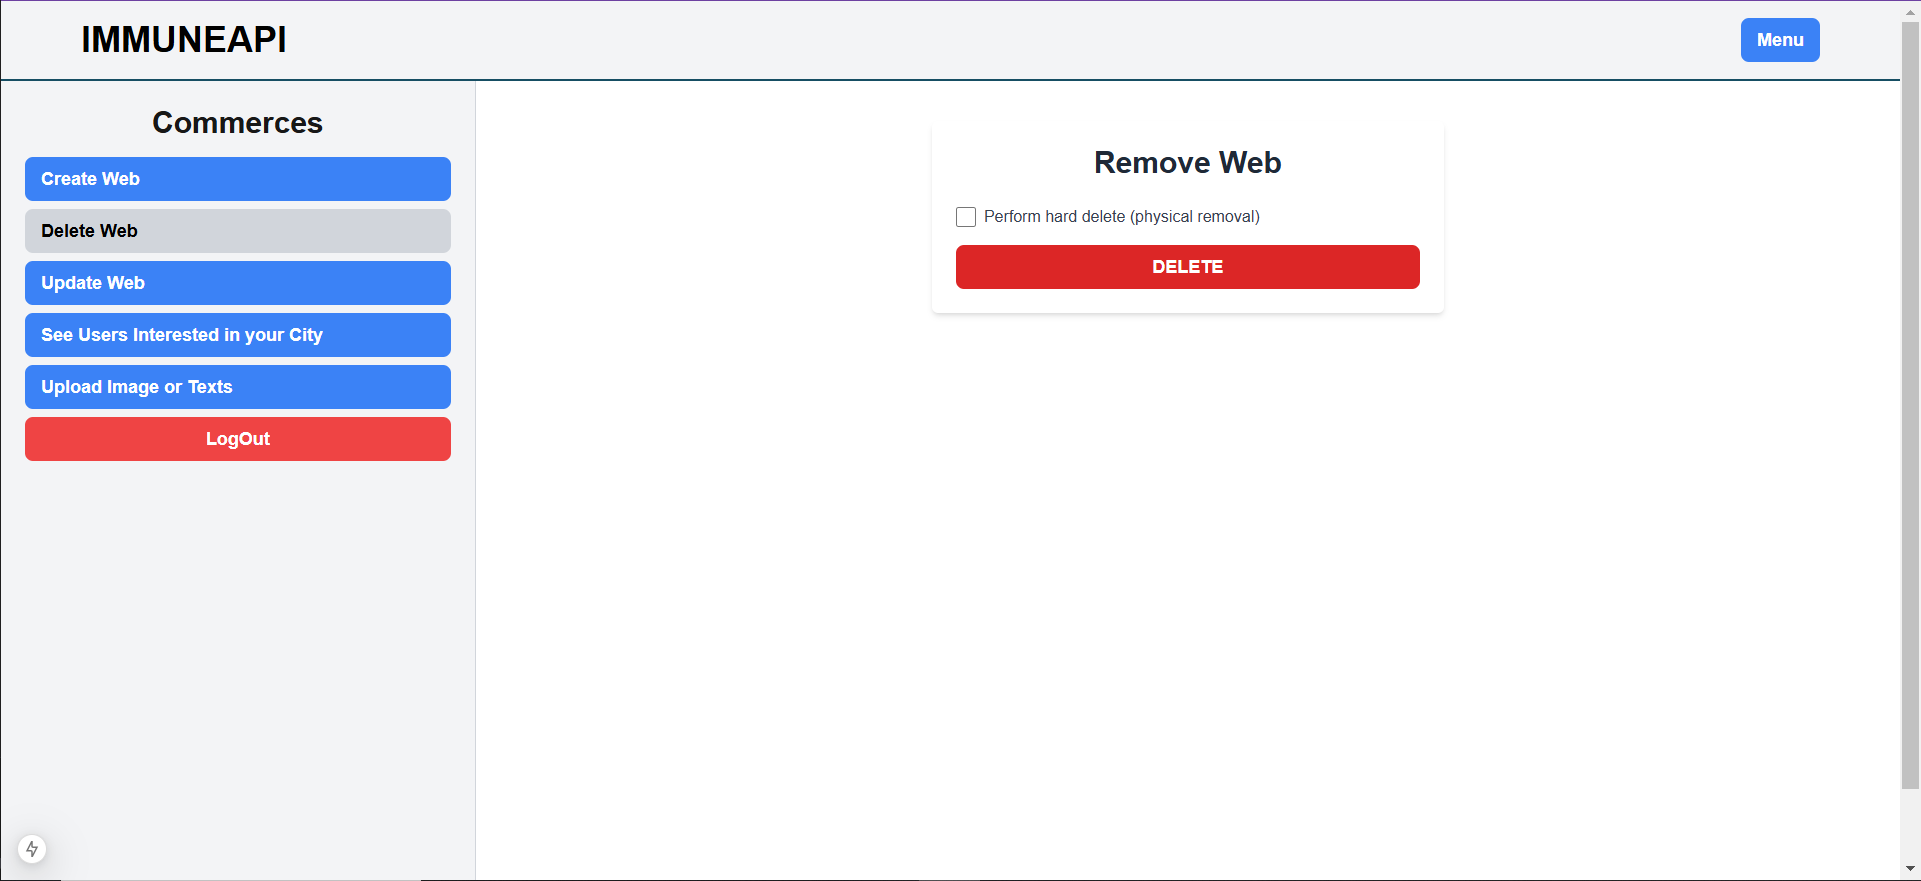 IMMUNEAPI
Menu
Commerces
Create Web
Delete Web
Update Web
See Users Interested in your City
Upload Image or Texts
LogOut
Remove Web
Perform hard delete (physical removal)
DELETE